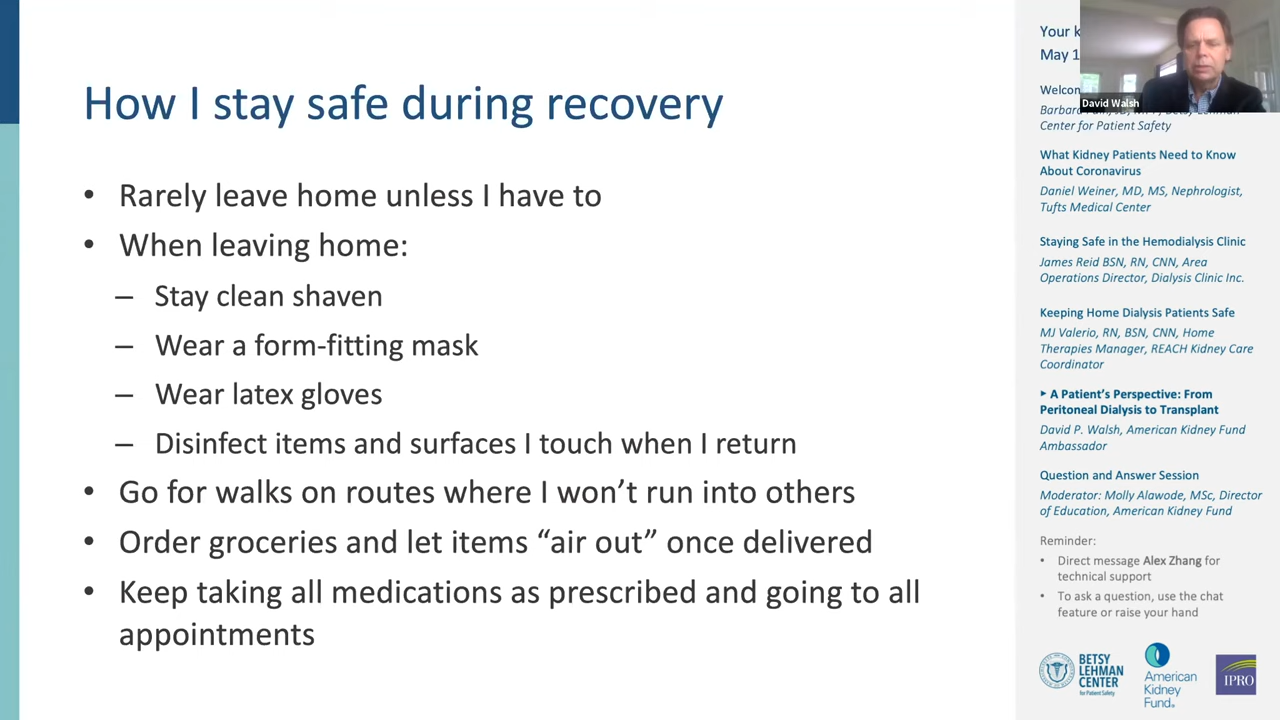 How I stay safe during recovery
• Rarely leave home unless I have to
• When leaving home:
– Stay clean shaven
– Wear a form-fitting mask
– Wear latex gloves
– Disinfect items and surfaces I touch when I return
• Go for walks on routes where I won’t run into others
• Order groceries and let items “air out” once delivered
• Keep taking all medications as prescribed and going to all
appointments
Your k
May 1
Welcon
David Walsh
Center for Patient Safety
What Kidney Patients Need to Know
About Coronavirus
Daniel Weiner, MD, MS, Nephrologist,
Tufts Medical Center
Staying Safe in the Hemodialysis Clinic
James Reid BSN, RN, CNN, Area
Operations Director, Dialysis Clinic Inc.
Keeping Home Dialysis Patients Safe
MJ Valerio, RN, BSN, CNN, Home
Therapies Manager, REACH Kidney Care
Coordinator
▸ A Patient’s Perspective: From
Peritoneal Dialysis to Transplant
David P. Walsh, American Kidney Fund
Ambassador
Question and Answer Session
Moderator: Molly Alawode, MSc, Director
of Education, American Kidney Fund
Reminder:
• Direct message Alex Zhang for
technical support
• To ask a question, use the chat
feature or raise your hand
BETSY
LEHMAN
CENTER
for Patient Safety
American
Kidney
Fund.
IPRO